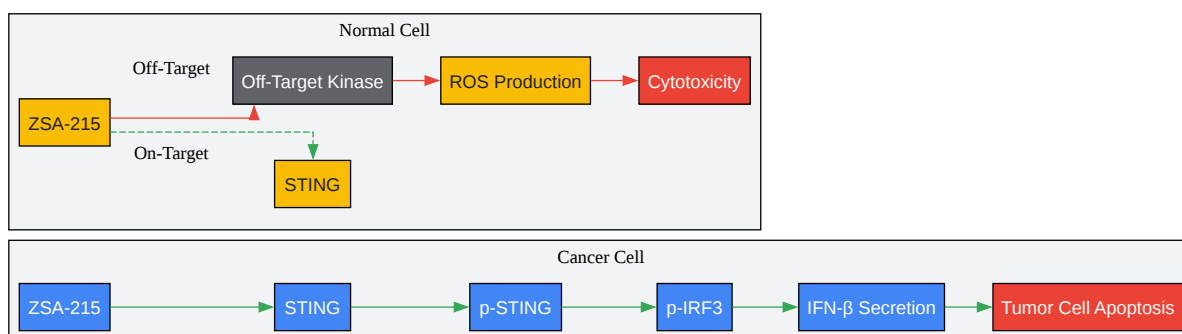 Normal Cell
Off-Target
Off-Target Kinase
ROS Production
Cytotoxicity
ZSA-215
On-Target
STING
Cancer Cell
ZSA-215
STING
p-STING
p-IRF3
IFN-β Secretion
Tumor Cell Apoptosis